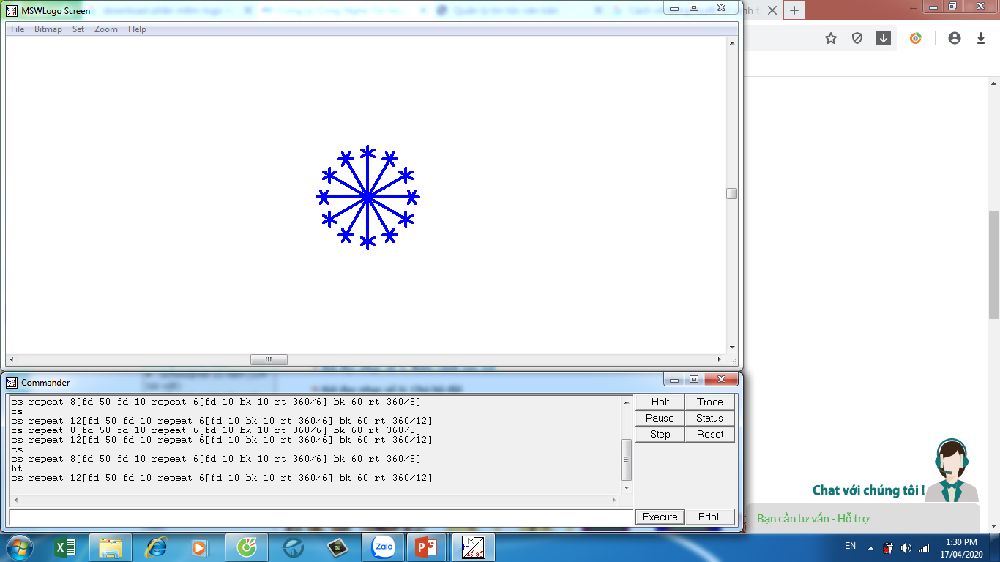 MSWLogo Screen
File Bitmap Set Zoom Help
Commander
cs repeat 8[fd 50 fd 10 repeat 6[fd 10 bk 10 rt 360/6] bk 60 rt 360/8]
cs
cs repeat 12[fd 50 fd 10 repeat 6[fd 10 bk 10 rt 360/6] bk 60 rt 360/12]
cs repeat 8[fd 50 fd 10 repeat 6[fd 10 bk 10 rt 360/6] bk 60 rt 360/8]
cs repeat 12[fd 50 fd 10 repeat 6[fd 10 bk 10 rt 360/6] bk 60 rt 360/12]
cs
cs repeat 8[fd 50 fd 10 repeat 6[fd 10 bk 10 rt 360/6] bk 60 rt 360/8]
ht
cs repeat 12[fd 50 fd 10 repeat 6[fd 10 bk 10 rt 360/6] bk 60 rt 360/12]
Halt Trace
Pause Status
Step Reset
Execute Edall
Chat với chúng tôi !
Bạn cần tư vấn - Hỗ trợ
Zalo
EN
1:30 PM
17/04/2020